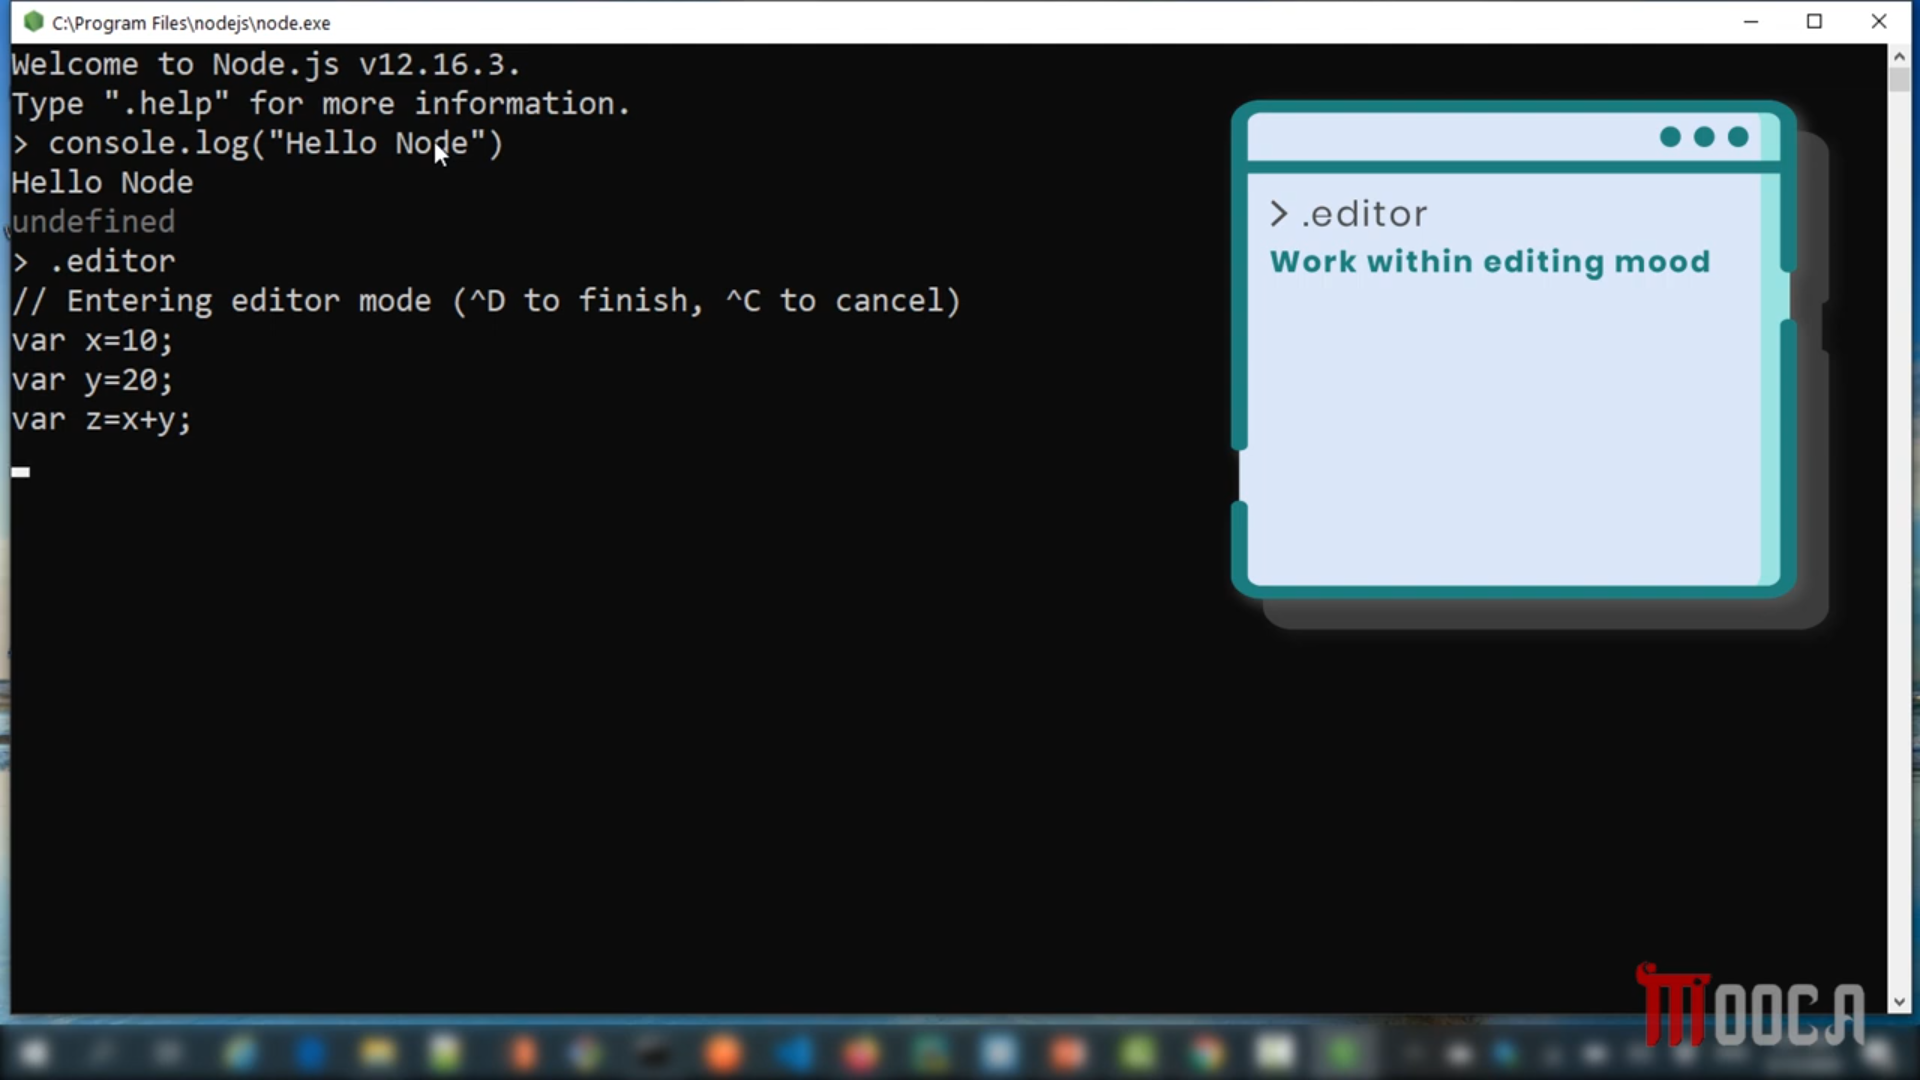 C:\Program Files\nodejs\node.exe
Welcome to Node.js v12.16.3.
Type ".help" for more information.
> console.log("Hello Node")
Hello Node
undefined
> .editor
// Entering editor mode (^D to finish, ^C to cancel)
var x=10;
var y=20;
var z=x+y;
> .editor
Work within editing mood
MOOCA